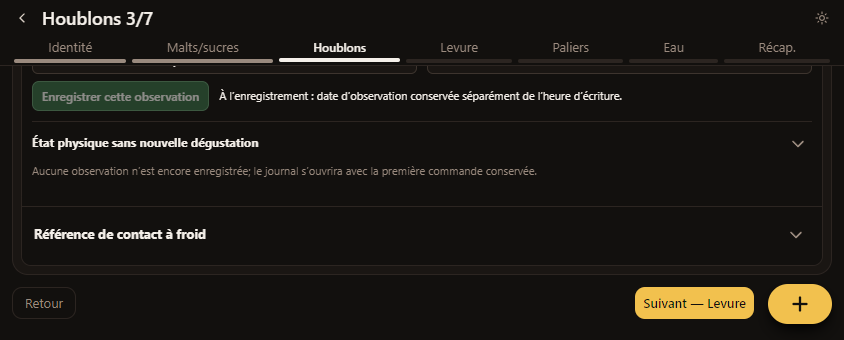 Houblons 3/7
Identité
Malts/sucres
Houblons
Levure
Paliers
Eau
Récap.
Enregistrer cette observation
À l'enregistrement : date d'observation conservée séparément de l'heure d'écriture.
État physique sans nouvelle dégustation
Aucune observation n'est encore enregistrée; le journal s'ouvrira avec la première commande conservée.
Référence de contact à froid
Retour
Suivant — Levure